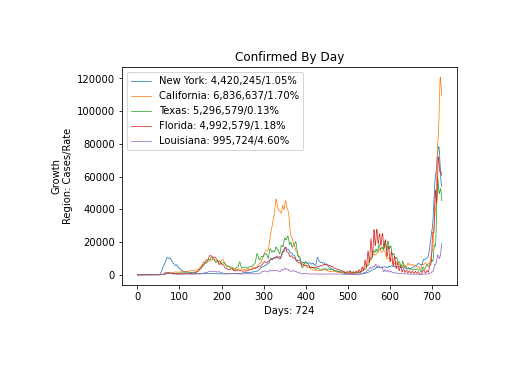 Confirmed By Day
New York: 4,420,245/1.05%
California: 6,836,637/1.70%
Texas: 5,296,579/0.13%
Florida: 4,992,579/1.18%
Louisiana: 995,724/4.60%
Growth
Region: Cases/Rate
120000
100000
80000
60000
40000
20000
0
0 100 200 300 400 500 600 700
Days: 724